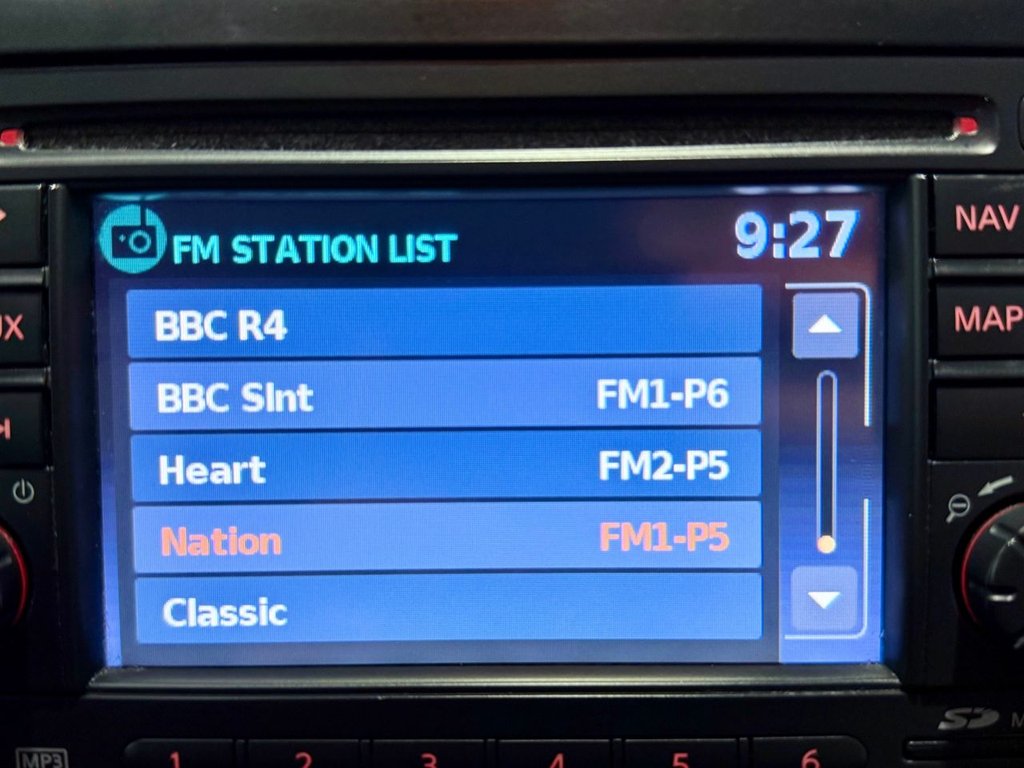 FM STATION LIST 9:27
BBC R4
BBC SInt FM1-P6
Heart FM2-P5
Nation FM1-P5
Classic
NAV
MAP
SD
MP3
1 2 3 4 5 6